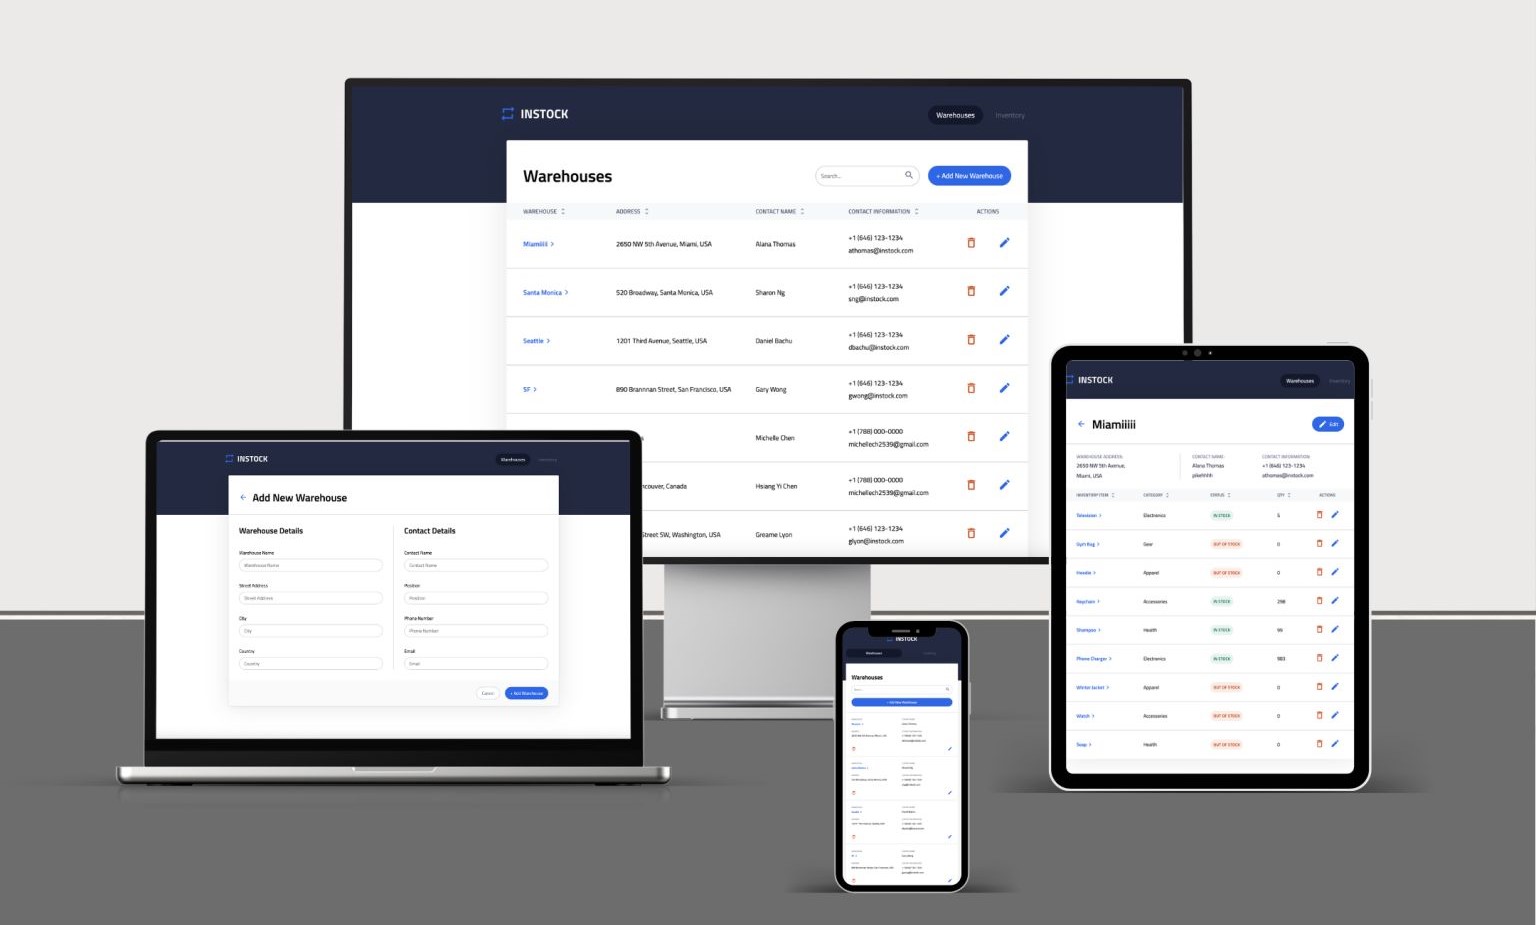 INSTOCK
Warehouses Inventory
Warehouses
Search...
+ Add New Warehouse
WAREHOUSE ADDRESS CONTACT NAME CONTACT INFORMATION ACTIONS
Miamiiii > 2650 NW 5th Avenue, Miami, USA Alana Thomas +1 (646) 123-1234
athomas@instock.com
Santa Monica > 520 Broadway, Santa Monica, USA Sharon Ng +1 (646) 123-1234
sng@instock.com
Seattle > 1201 Third Avenue, Seattle, USA Daniel Bachu +1 (646) 123-1234
dbachu@instock.com
SF > 890 Brannnan Street, San Francisco, USA Gary Wong +1 (646) 123-1234
gwong@instock.com
s Michelle Chen +1 (788) 000-0000
michellech2539@gmail.com
ncouver, Canada Hsiang Yi Chen +1 (788) 000-0000
michellech2539@gmail.com
Street SW, Washington, USA Greame Lyon +1 (646) 123-1234
glyon@instock.com
INSTOCK
Warehouses Inventory
Add New Warehouse
Warehouse Details
Warehouse Name
Warehouse Name
Street Address
Street Address
City
City
Country
Country
Contact Details
Contact Name
Contact Name
Position
Position
Phone Number
Phone Number
Email
Email
Cancel
+ Add Warehouse
INSTOCK
Warehouses
Warehouses
+ Add New Warehouse
INSTOCK
Warehouses Inventory
Miamiiiii
Edit
WAREHOUSE ADDRESS: CONTACT NAME: CONTACT INFORMATION:
2650 NW 5th Avenue, Alana Thomas +1 (646) 123-1234
Miami, USA athomas@instock.com
INVENTORY ITEM CATEGORY STATUS QTY ACTIONS
Television > Electronics IN STOCK 5
Gym Bag > Gear OUT OF STOCK 0
Hoodie > Apparel OUT OF STOCK 0
Keychain > Accessories IN STOCK 298
Shampoo > Health IN STOCK
Phone Charger > Electronics IN STOCK
Winter Jacket > Apparel OUT OF STOCK 0
Watch > Accessories OUT OF STOCK 0
Soap > Health OUT OF STOCK 0